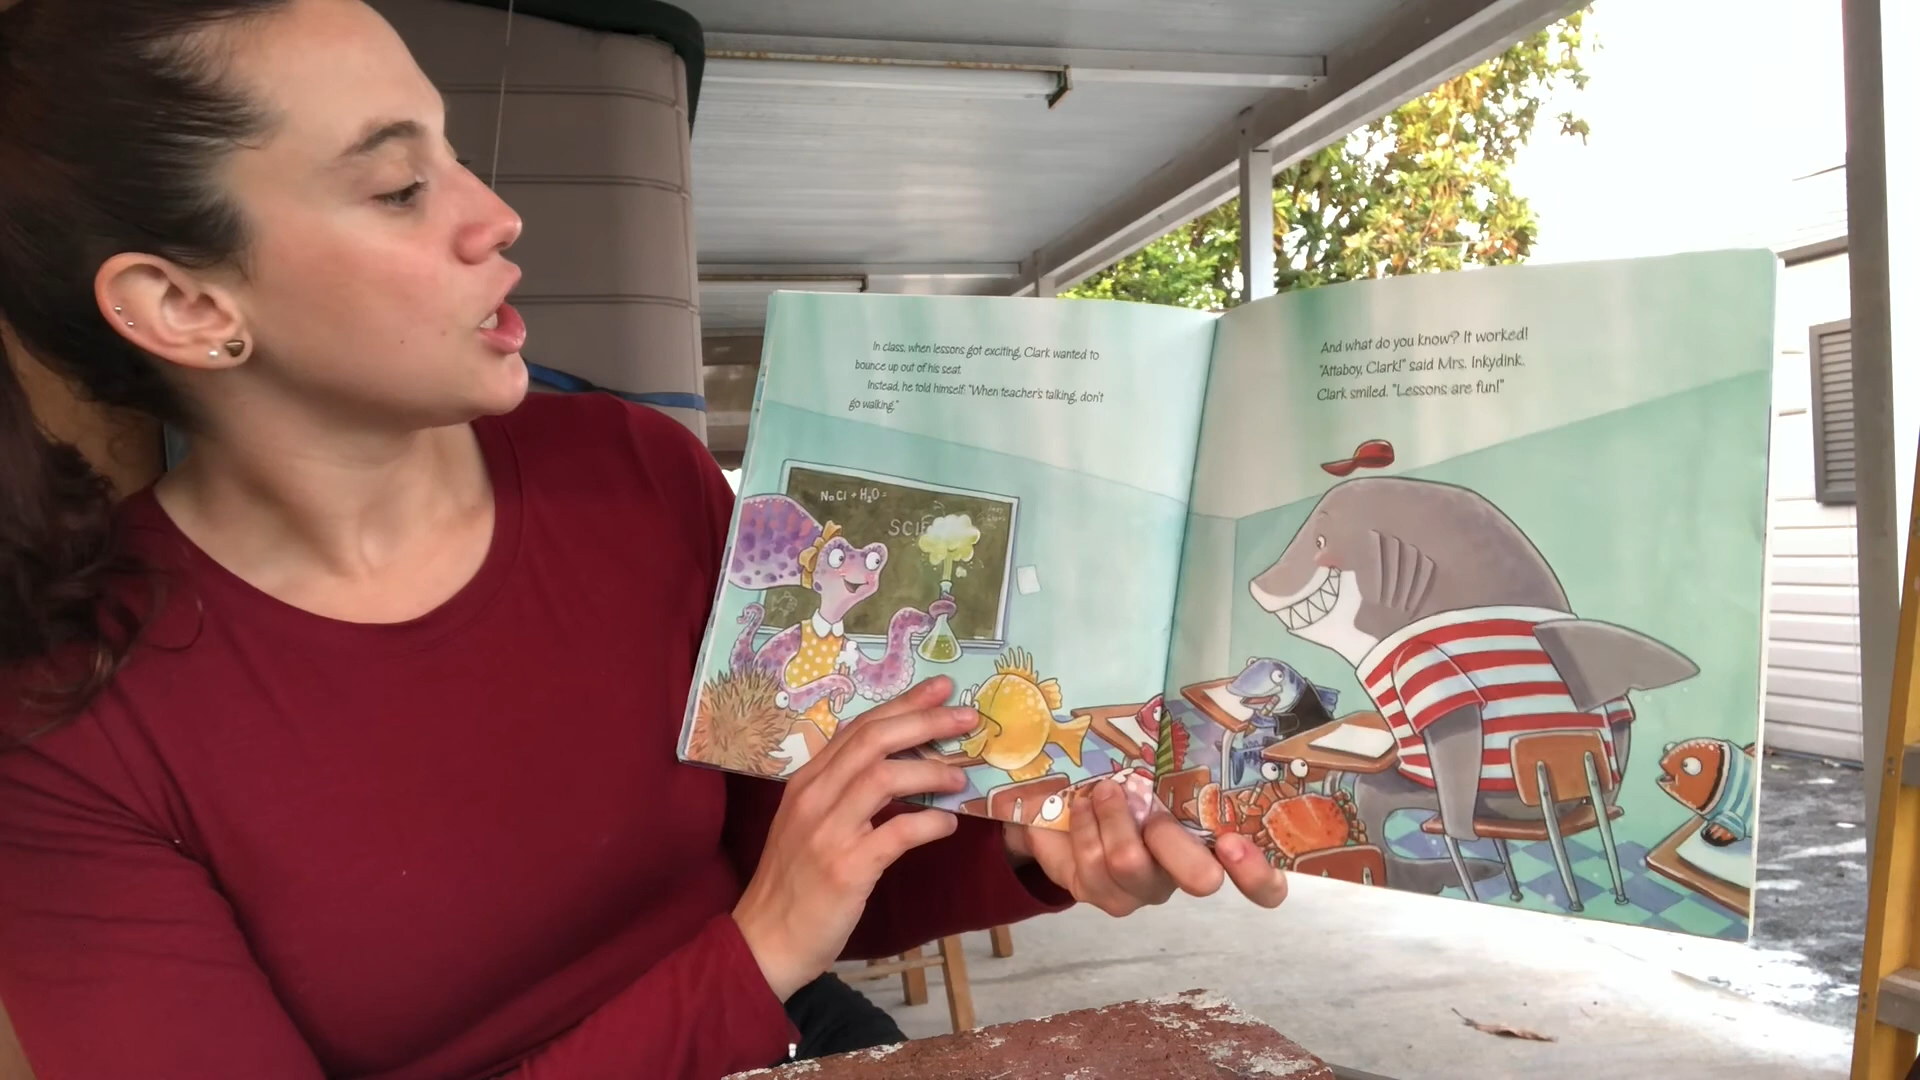 In class, when lessons got exciting, Clark wanted to
bounce up out of his seat.
Instead, he told himself: "When teacher's talking, don't
go walking."
And what do you know? It worked!
"Attaboy, Clark!" said Mrs. Inkydink.
Clark smiled. "Lessons are fun!"
NaCl + H2O =
SCIE